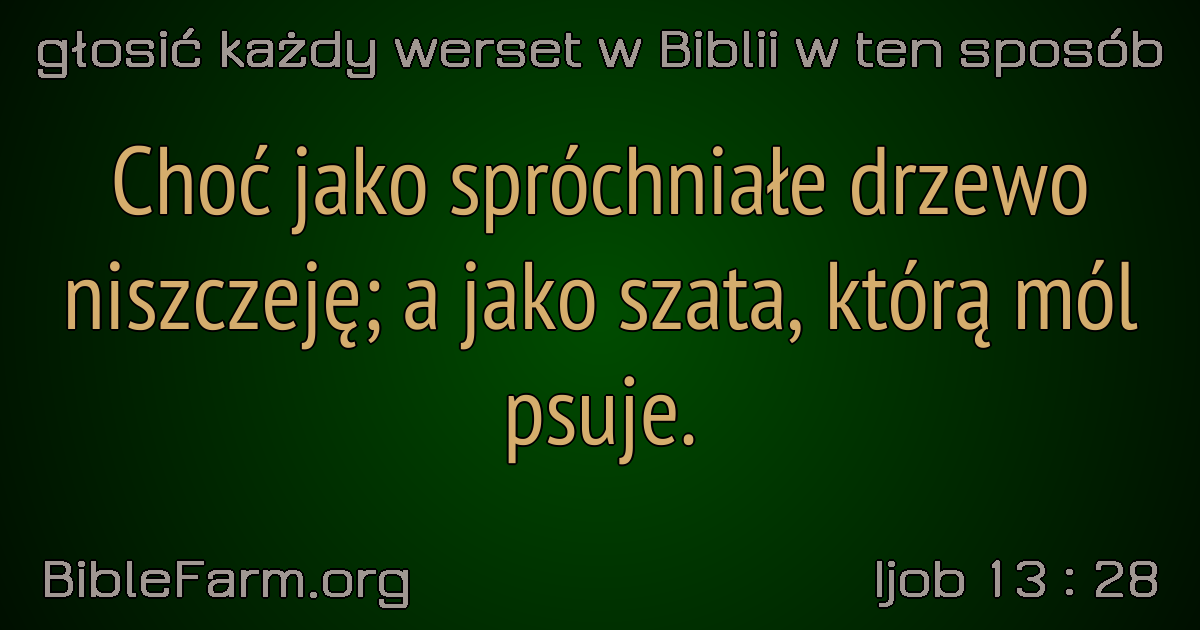 głosić każdy werset w Biblii w ten sposób
Choć jako spróchniałe drzewo
niszczeję; a jako szata, którą mól
psuje.
BibleFarm.org
Ijob 13 : 28